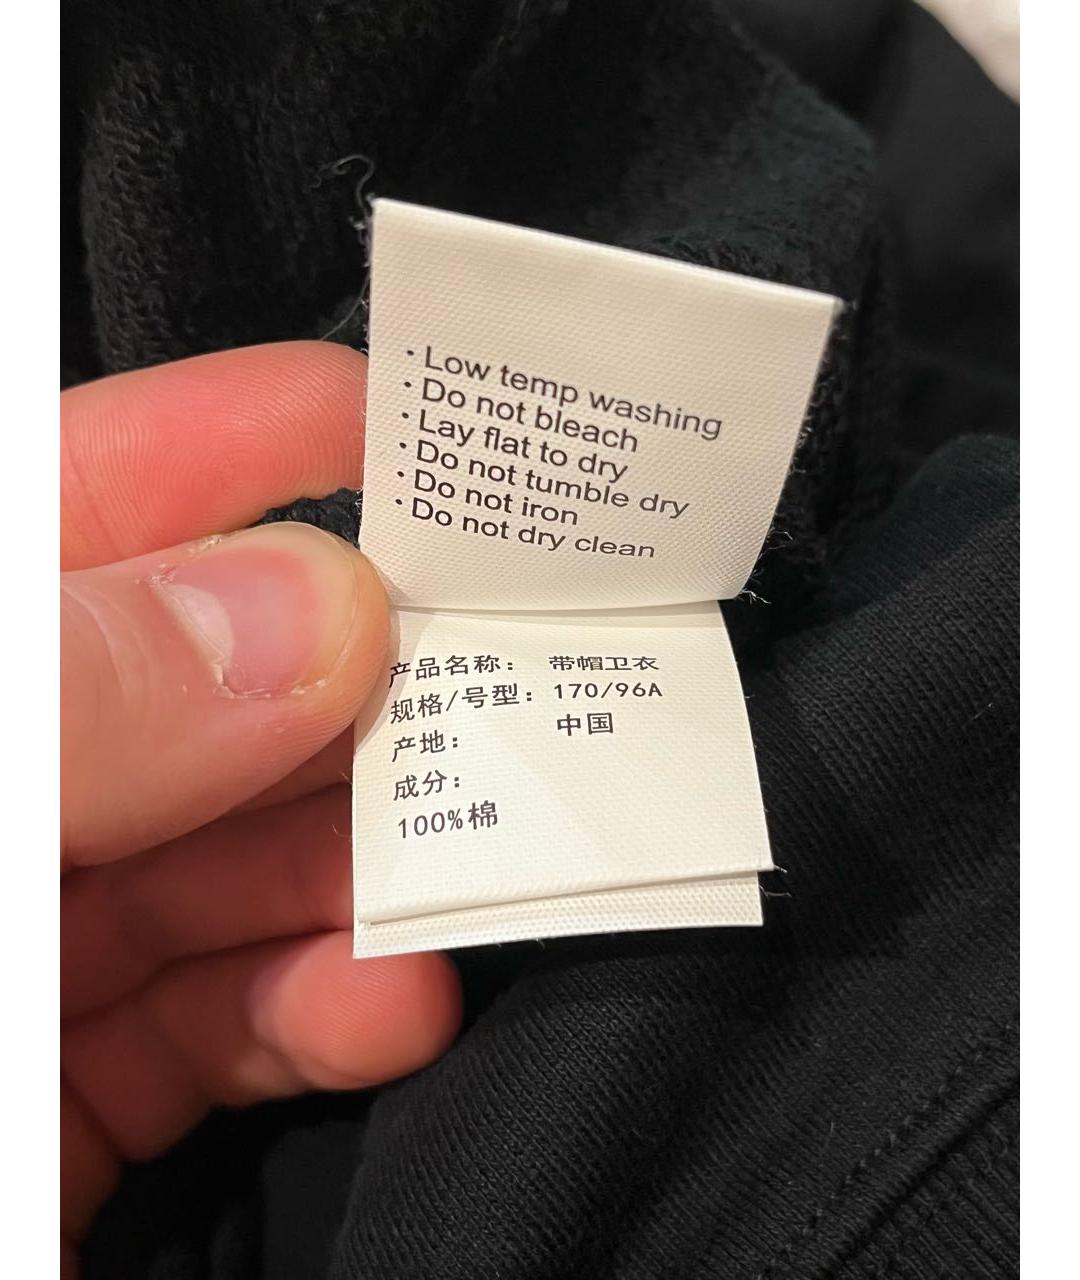 · Low temp washing
· Do not bleach
· Lay flat to dry
· Do not tumble dry
· Do not iron
· Do not dry clean
产品名称： 带帽卫衣
规格/号型：170/96A
产地： 中国
成分：
100%棉